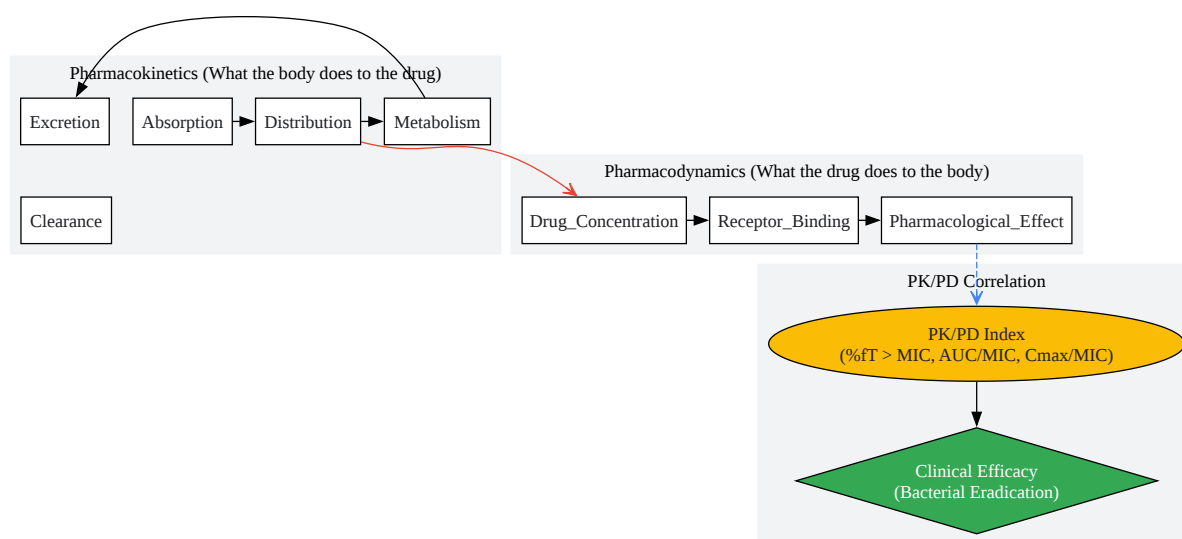 Pharmacokinetics (What the body does to the drug)
Excretion
Absorption
Distribution
Metabolism
Clearance
Pharmacodynamics (What the drug does to the body)
Drug_Concentration
Receptor_Binding
Pharmacological_Effect
PK/PD Correlation
PK/PD Index
(%fT > MIC, AUC/MIC, Cmax/MIC)
Clinical Efficacy
(Bacterial Eradication)